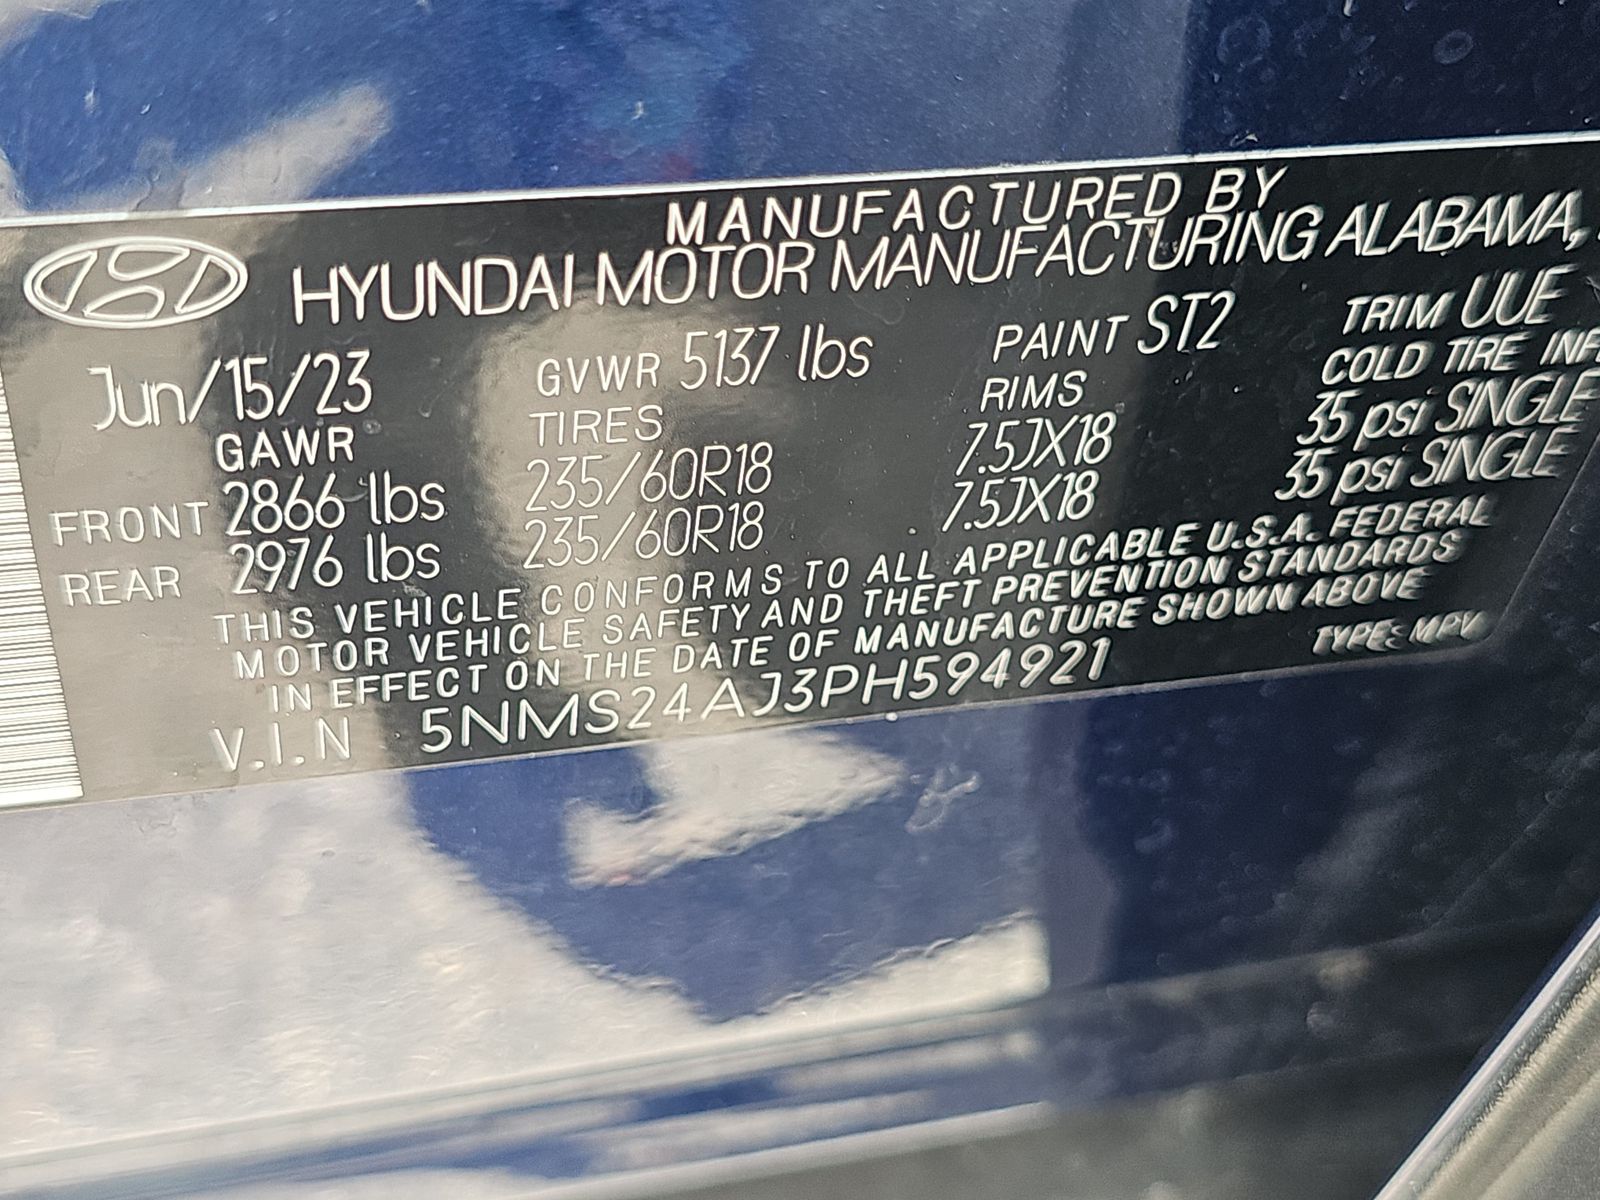 MANUFACTURED BY
HYUNDAI MOTOR MANUFACTURING ALABAMA,
Jun/15/23 GVWR 5137 lbs PAINT ST2 TRIM UUE
GAWR TIRES RIMS COLD TIRE INF
FRONT 2866 lbs 235/60R18 7.5JX18 35 psi SINGLE
REAR 2976 lbs 235/60R18 7.5JX18 35 psi SINGLE
THIS VEHICLE CONFORMS TO ALL APPLICABLE U.S.A. FEDERAL
MOTOR VEHICLE SAFETY AND THEFT PREVENTION STANDARDS
IN EFFECT ON THE DATE OF MANUFACTURE SHOWN ABOVE
V.I.N 5NMS24AJ3PH594921 TYPE: MPV